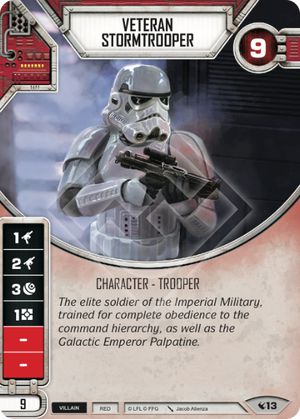 VETERAN
STORMTROOPER
9
1
2
3
1
-
-
CHARACTER - TROOPER
The elite soldier of the Imperial Military,
trained for complete obedience to the
command hierarchy, as well as the
Galactic Emperor Palpatine.
9
VILLAIN
RED
© LFL © FFG
Jacob Atienza
13